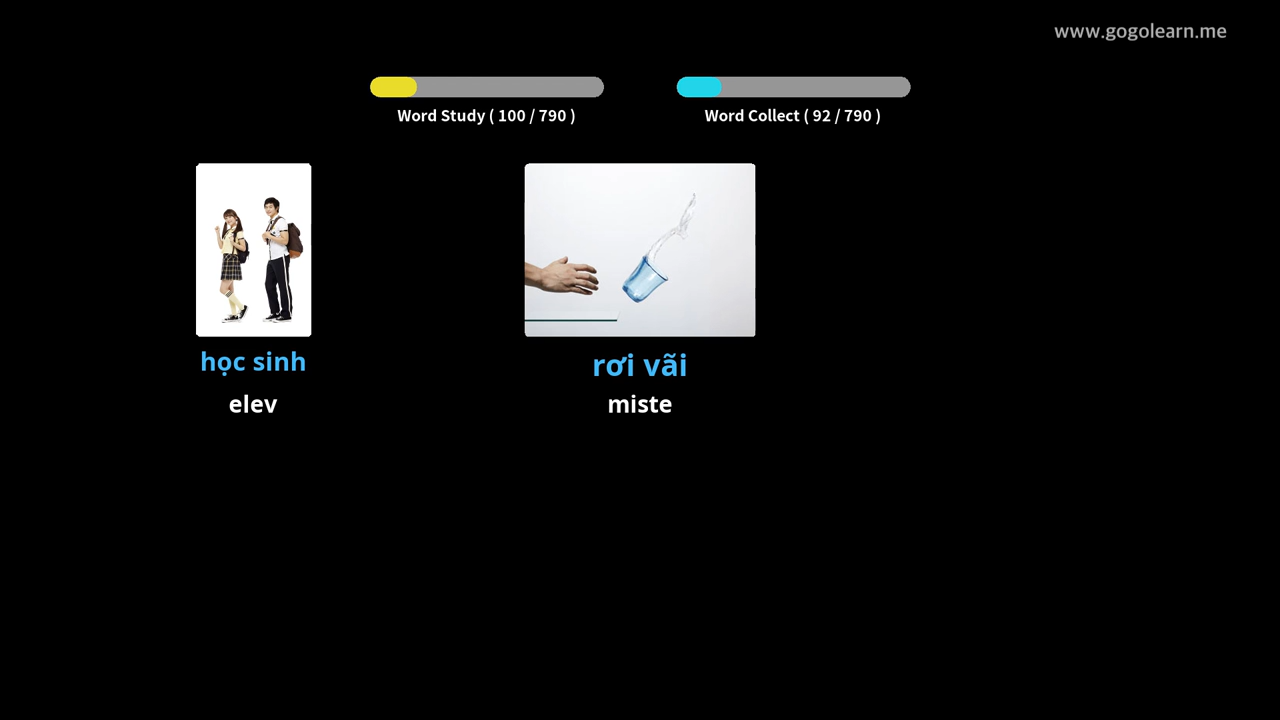 www.gogolearn.me
Word Study ( 100 / 790 )
Word Collect ( 92 / 790 )
học sinh
elev
rơi vãi
miste